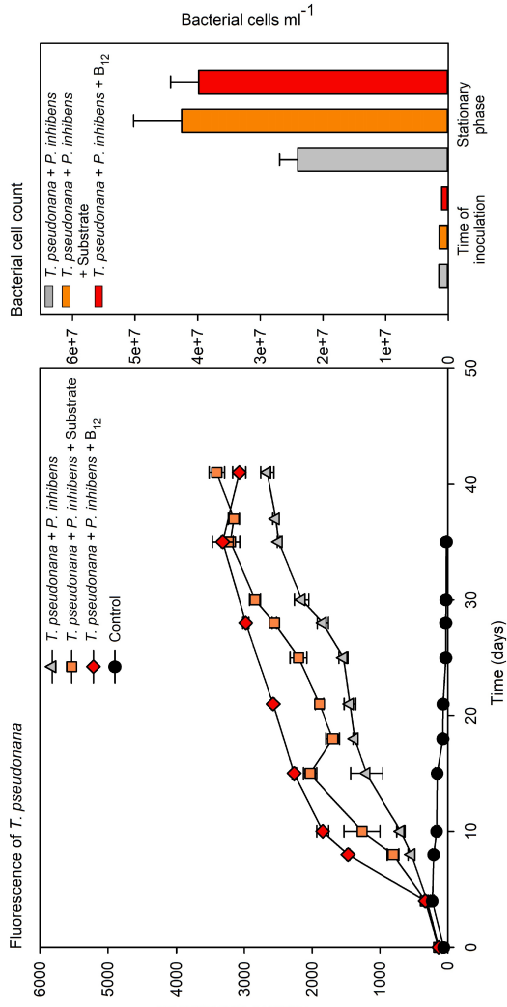 Fluorescence of T. pseudonana
T. pseudonana + P. inhibens
T. pseudonana + P. inhibens + Substrate
T. pseudonana + P. inhibens + B12
Control
6000
5000
4000
3000
2000
1000
0
0
10
20
30
40
50
Time (days)
Bacterial cell count
T. pseudonana + P. inhibens
T. pseudonana + P. inhibens
+ Substrate
T. pseudonana + P. inhibens + B12
6e+7
5e+7
4e+7
3e+7
2e+7
1e+7
0
Time of
inoculation
Stationary
phase
Bacterial cells ml-1